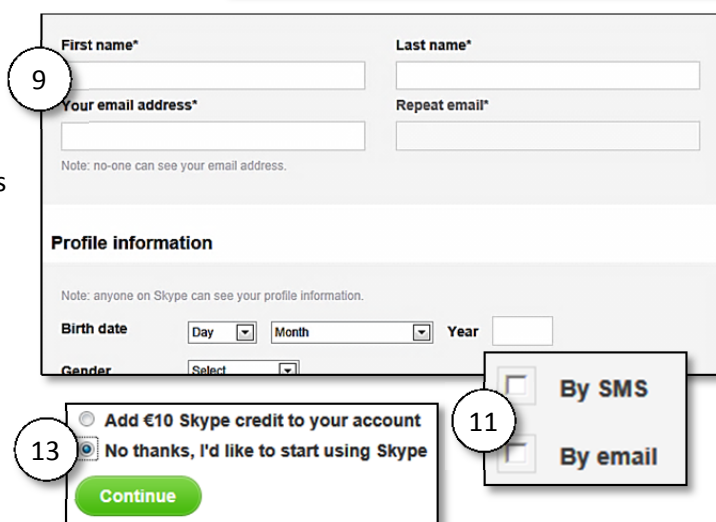 First name* Last name*
9
Your email address* Repeat email*
Note: no-one can see your email address.
s
Profile information
Note: anyone on Skype can see your profile information.
Birth date Day Month Year
Gender Select
11
By SMS
By email
13
Add €10 Skype credit to your account
No thanks, I'd like to start using Skype
Continue